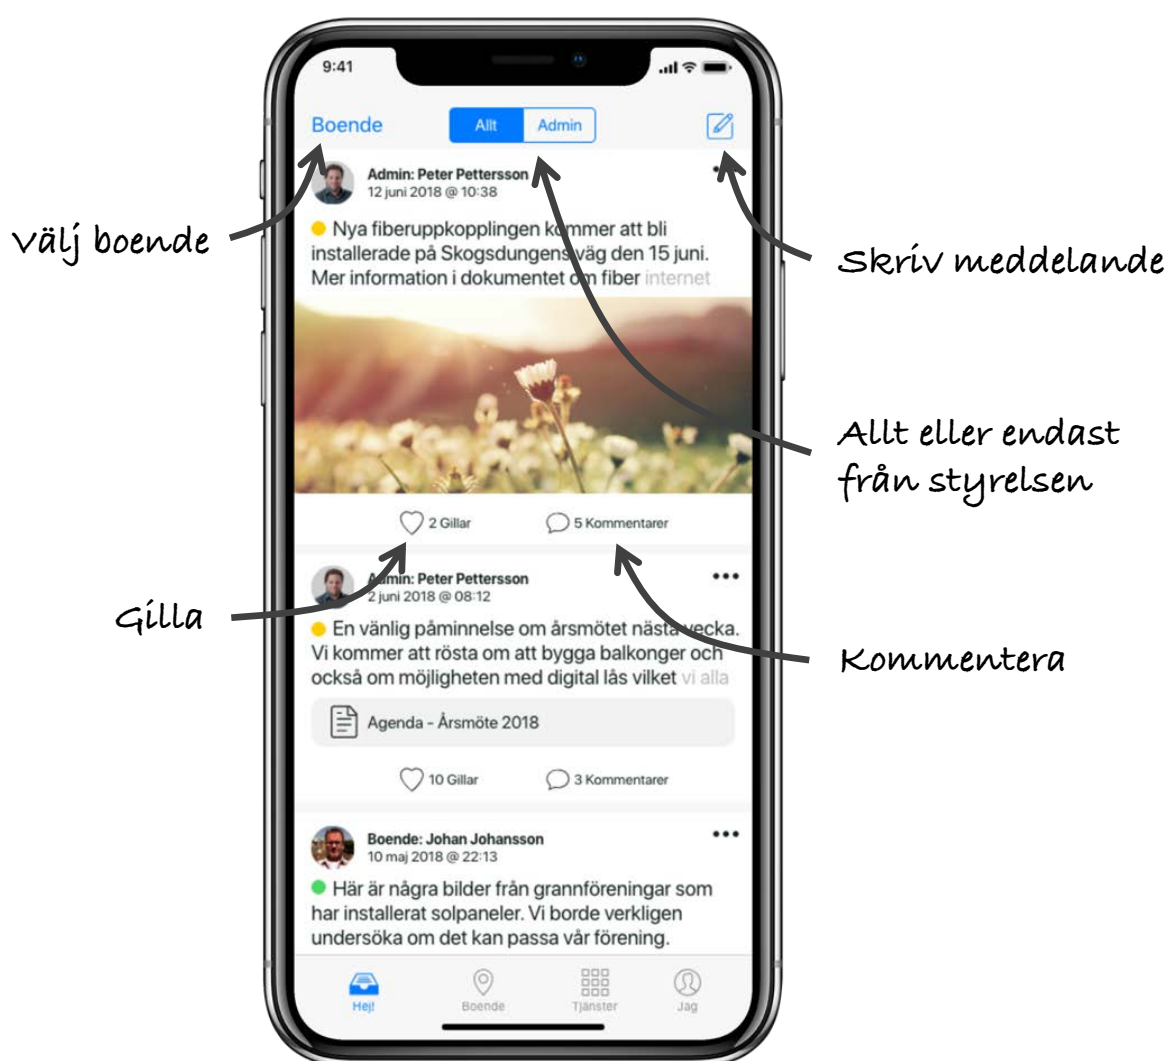 9:41
Boende
Allt
Admin
Admin: Peter Pettersson
12 juni 2018 @ 10:38
Nya fiberuppkopplingen kommer att bli
installerade på Skogsdungens väg den 15 juni.
Mer information i dokumentet om fiber internet
2 Gillar
5 Kommentarer
Admin: Peter Pettersson
2 juni 2018 @ 08:12
En vänlig påminnelse om årsmötet nästa vecka.
Vi kommer att rösta om att bygga balkonger och
också om möjligheten med digital lås vilket vi alla
Agenda - Årsmöte 2018
10 Gillar
3 Kommentarer
Boende: Johan Johansson
10 maj 2018 @ 22:13
Här är några bilder från grannföreningar som
har installerat solpaneler. Vi borde verkligen
undersöka om det kan passa vår förening.
Hej!
Boende
Tjänster
Jag
Välj boende
Gilla
Skriv meddelande
Allt eller endast
från styrelsen
Kommentera